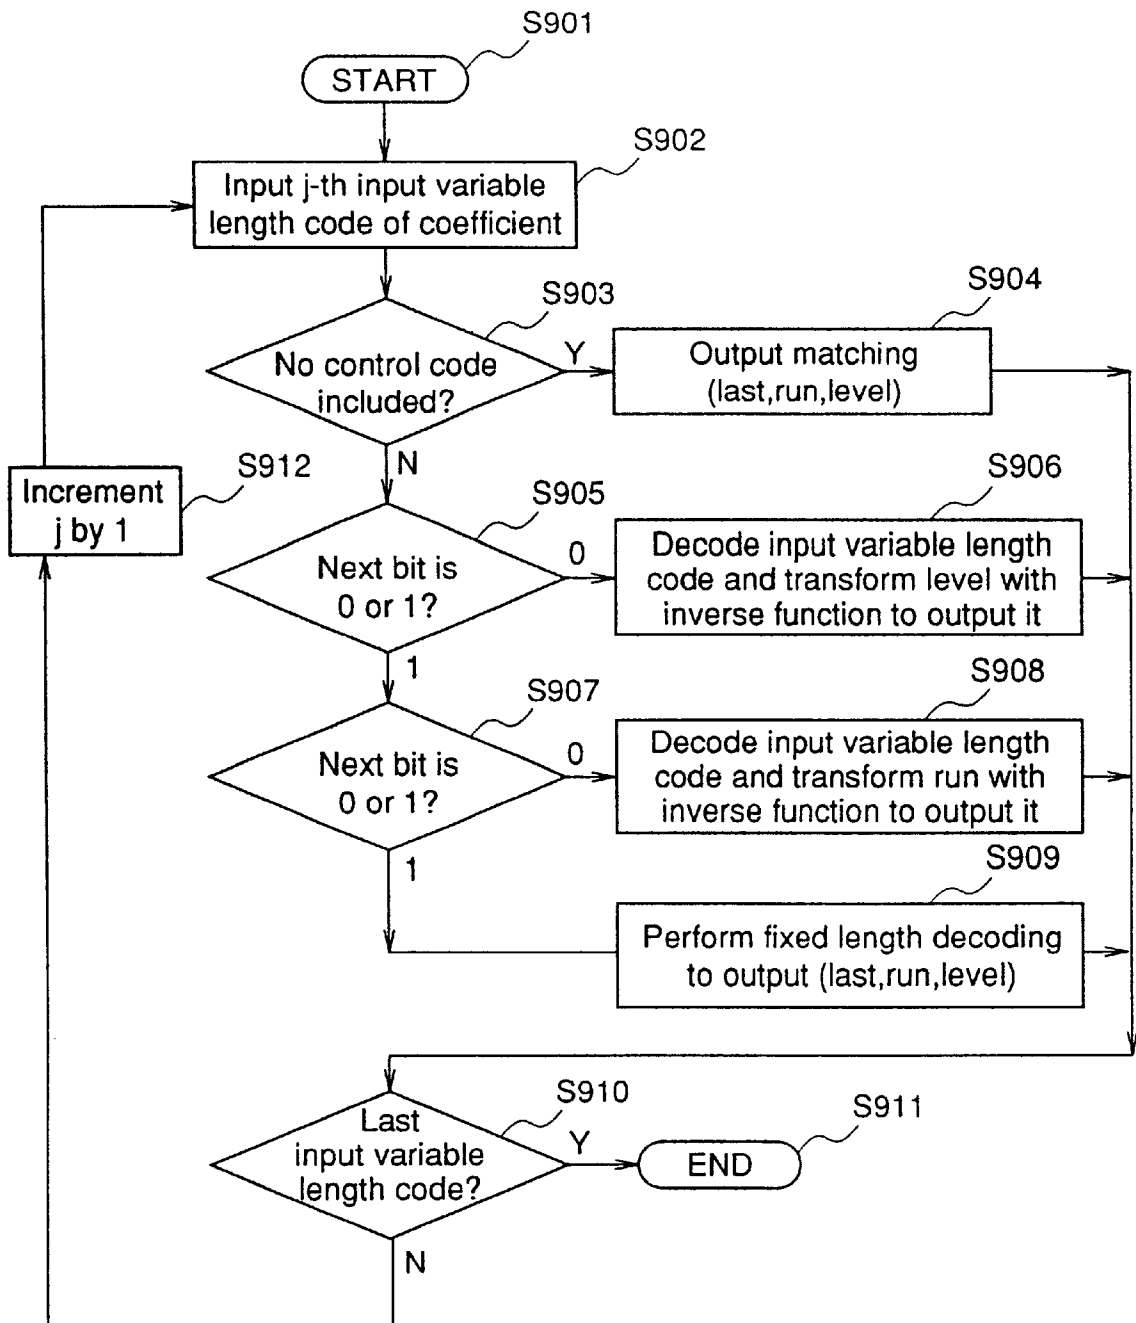 S901
START
S902
Input j-th input variable
length code of coefficient
S903
No control code
included?
Y
S904
Output matching
(last,run,level)
N
S912
Increment
j by 1
S905
Next bit is
0 or 1?
0
S906
Decode input variable length
code and transform level with
inverse function to output it
1
S907
Next bit is
0 or 1?
0
S908
Decode input variable length
code and transform run with
inverse function to output it
1
S909
Perform fixed length decoding
to output (last,run,level)
S910
Last
input variable
length code?
Y
S911
END
N